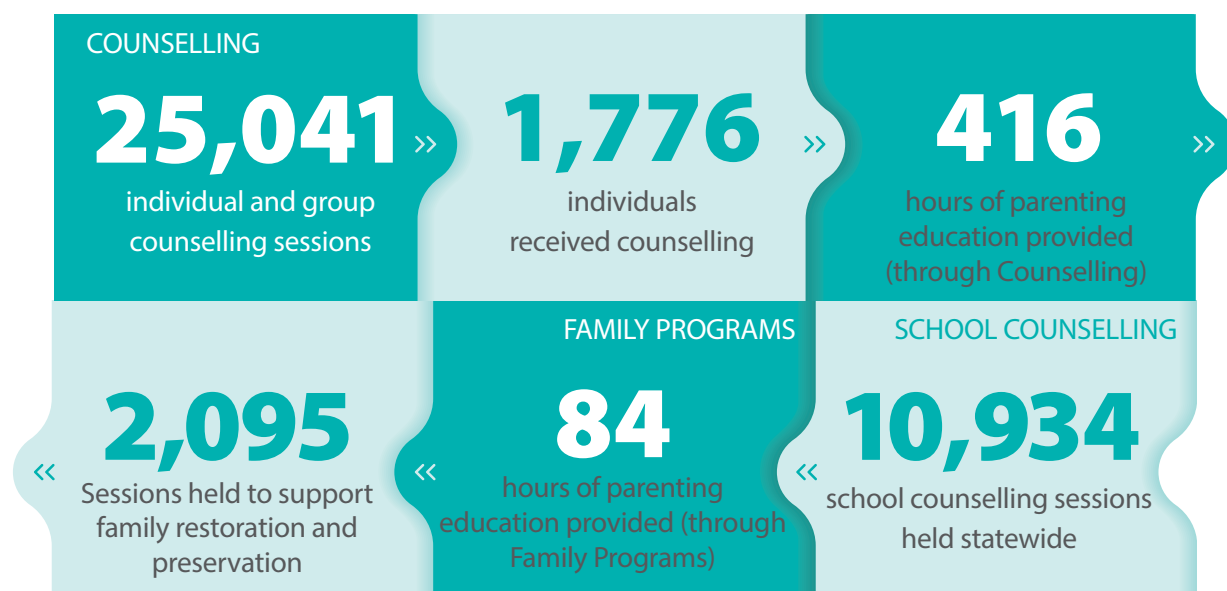 COUNSELLING
25,041
individual and group
counselling sessions
1,776
individuals
received counselling
416
hours of parenting
education provided
(through Counselling)
SCHOOL COUNSELLING
10,934
school counselling sessions
held statewide
FAMILY PROGRAMS
84
hours of parenting
education provided (through
Family Programs)
2,095
Sessions held to support
family restoration and
preservation